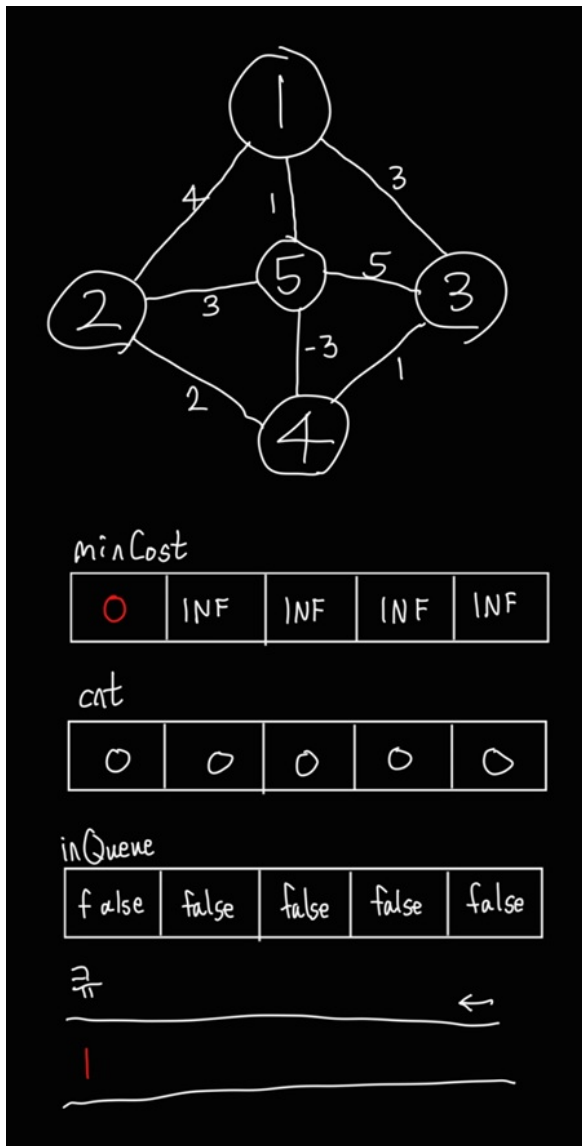 1
4 1 3
2 3 5 5 3
-3
2 1
4
minCost
0 INF INF INF INF
cnt
0 0 0 0 0
inQueue
false false false false false
큐 ←
1